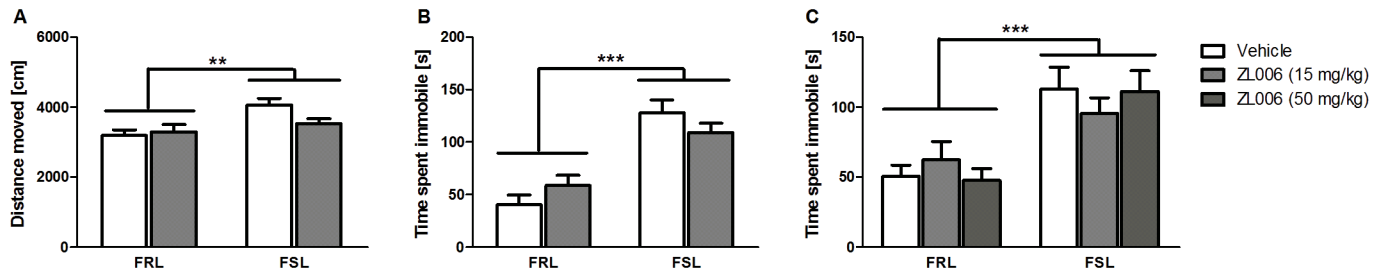 A
Distance moved [cm]
6000
4000
2000
0
**
FRL
FSL
B
Time spent immobile [s]
200
150
100
50
0
***
FRL
FSL
C
Time spent immobile [s]
150
100
50
0
***
FRL
FSL
Vehicle
ZL006 (15 mg/kg)
ZL006 (50 mg/kg)